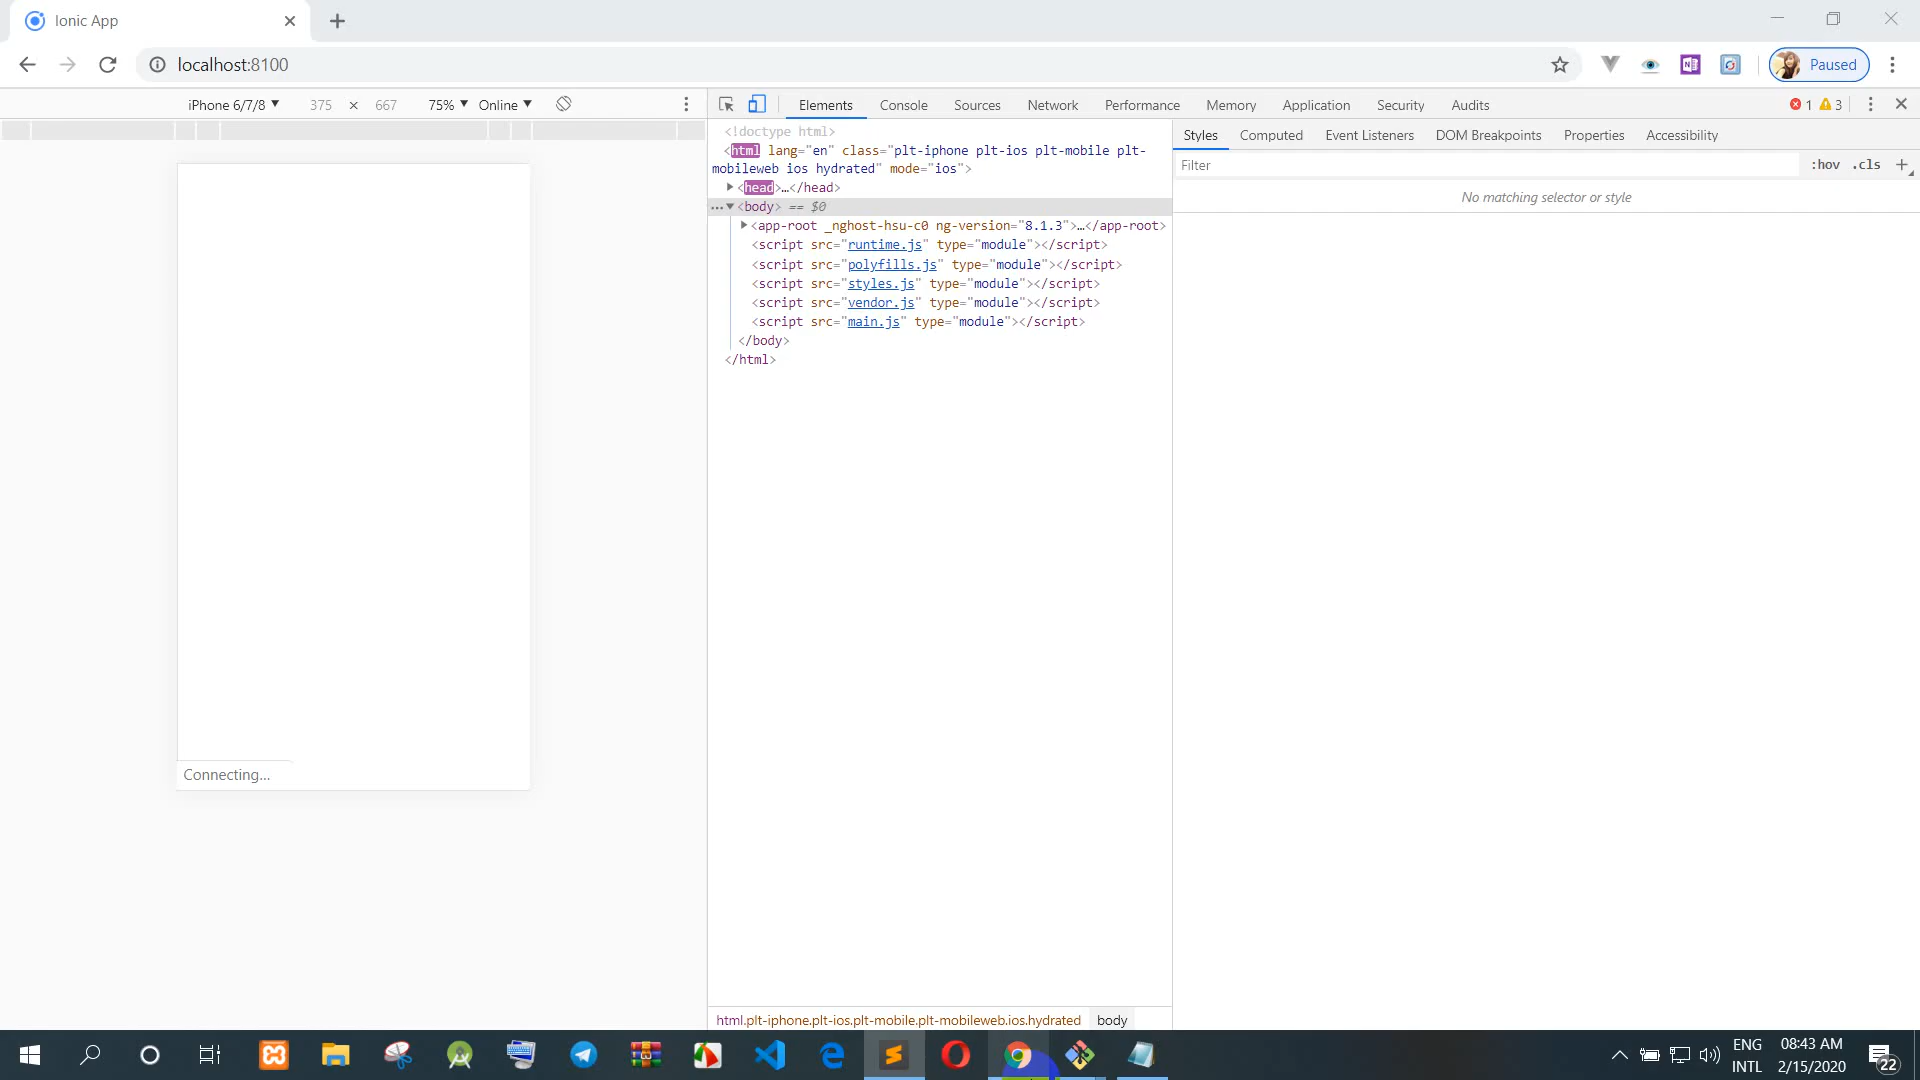 Ionic App
localhost:8100
Paused
iPhone 6/7/8 ▼ 375 × 667 75% ▼ Online ▼
Elements Console Sources Network Performance Memory Application Security Audits 1 3
<!doctype html>
<html lang="en" class="plt-iphone plt-ios plt-mobile plt-
mobileweb ios hydrated" mode="ios">
<head>…</head>
…<body> == $0
<app-root _nghost-hsu-c0 ng-version="8.1.3">…</app-root>
<script src="runtime.js" type="module"></script>
<script src="polyfills.js" type="module"></script>
<script src="styles.js" type="module"></script>
<script src="vendor.js" type="module"></script>
<script src="main.js" type="module"></script>
</body>
</html>
Styles Computed Event Listeners DOM Breakpoints Properties Accessibility
Filter :hov .cls +
No matching selector or style
Connecting...
html.plt-iphone.plt-ios.plt-mobile.plt-mobileweb.ios.hydrated body
ENG
INTL
08:43 AM
2/15/2020
22